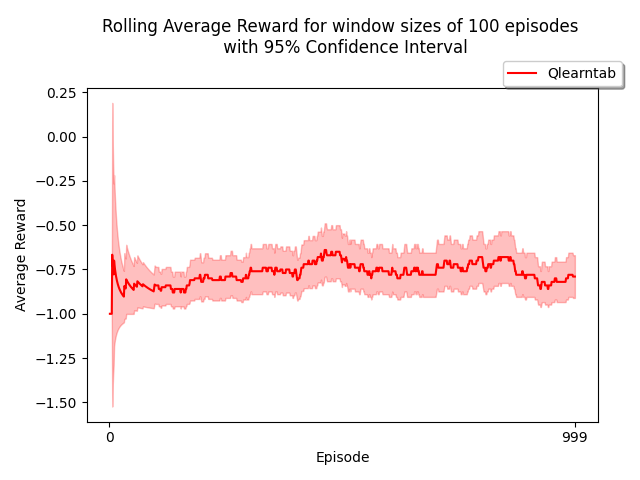 Rolling Average Reward for window sizes of 100 episodes
with 95% Confidence Interval
Qlearntab
0.25
0.00
−0.25
−0.50
−0.75
−1.00
−1.25
−1.50
Average Reward
0
999
Episode